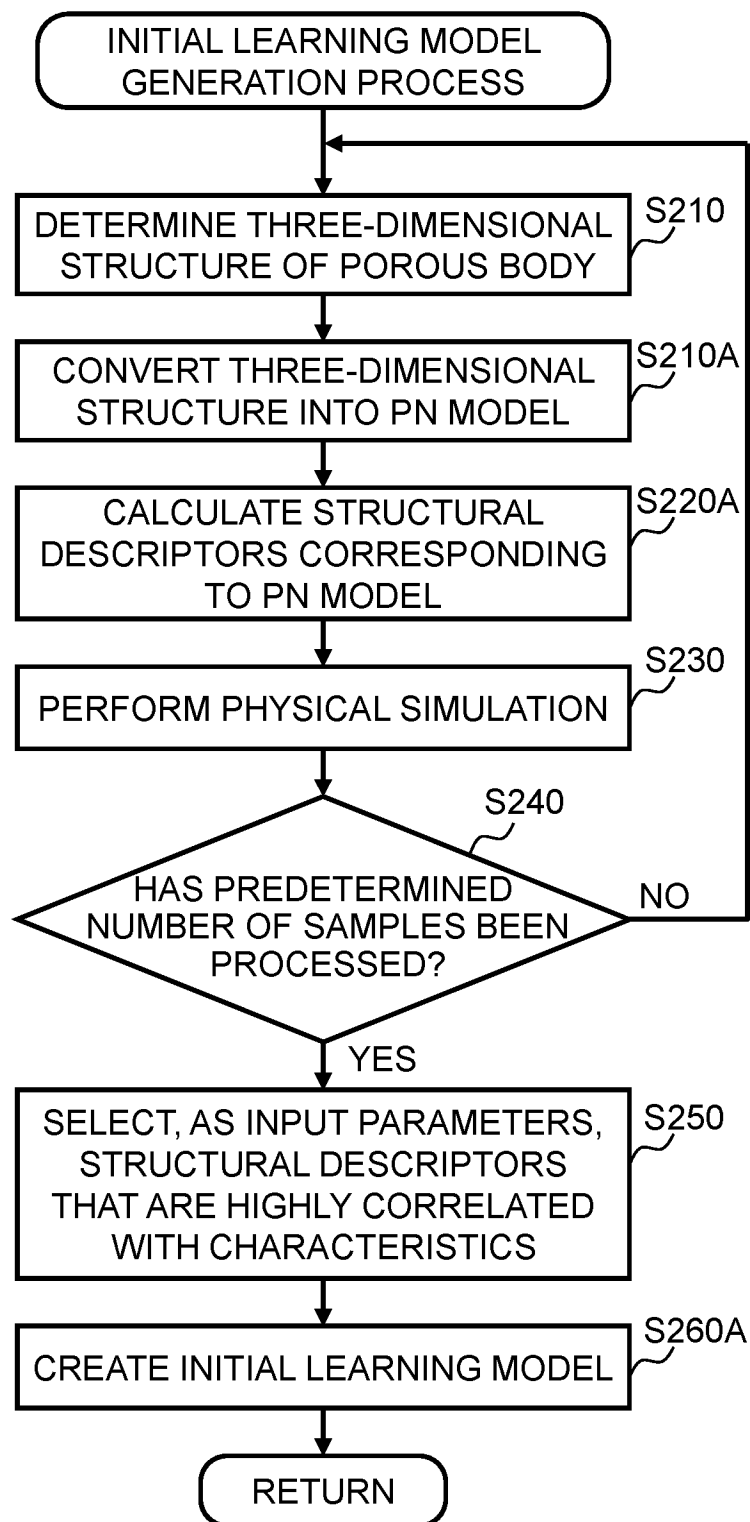 INITIAL LEARNING MODEL
GENERATION PROCESS
DETERMINE THREE-DIMENSIONAL
STRUCTURE OF POROUS BODY
S210
CONVERT THREE-DIMENSIONAL
STRUCTURE INTO PN MODEL
S210A
CALCULATE STRUCTURAL
DESCRIPTORS CORRESPONDING
TO PN MODEL
S220A
PERFORM PHYSICAL SIMULATION
S230
S240
HAS PREDETERMINED
NUMBER OF SAMPLES BEEN
PROCESSED?
NO
YES
SELECT, AS INPUT PARAMETERS,
STRUCTURAL DESCRIPTORS
THAT ARE HIGHLY CORRELATED
WITH CHARACTERISTICS
S250
CREATE INITIAL LEARNING MODEL
S260A
RETURN